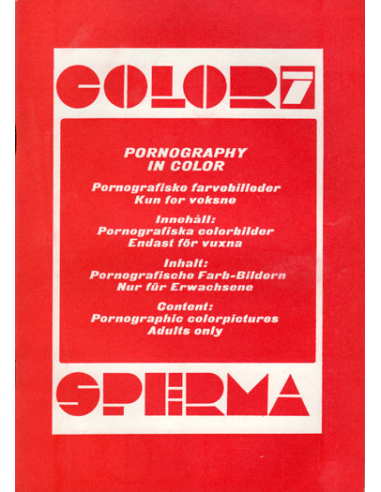 COLOR 7
PORNOGRAPHY
IN COLOR
Pornografiske farvebilleder
Kun for voksne
Innehåll:
Pornografiska colorbilder
Endast för vuxna
Inhalt:
Pornografische Farb-Bildern
Nur für Erwachsene
Content:
Pornographic colorpictures
Adults only
SPERMA